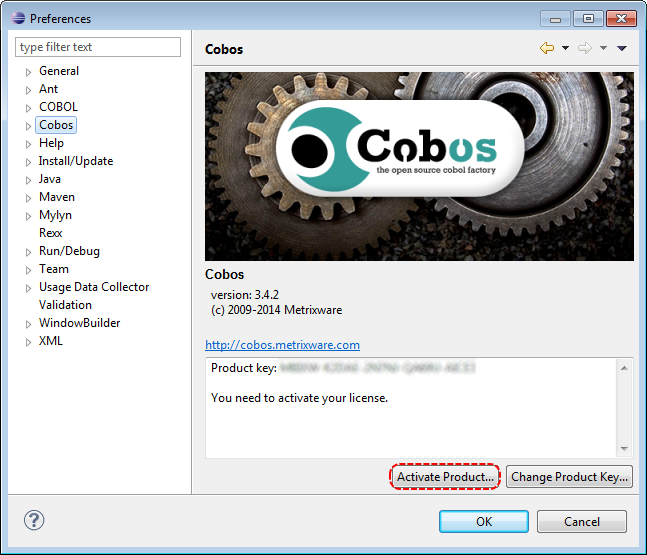 Preferences
type filter text
General
Ant
COBOL
Cobos
Help
Install/Update
Java
Maven
Mylyn
Rexx
Run/Debug
Team
Usage Data Collector
Validation
WindowBuilder
XML
Cobos
Cobos
the open source cobol factory
Cobos
version: 3.4.2
(c) 2009-2014 Metrixware
http://cobos.metrixware.com
Product key:
You need to activate your license.
Activate Product... Change Product Key...
? OK Cancel